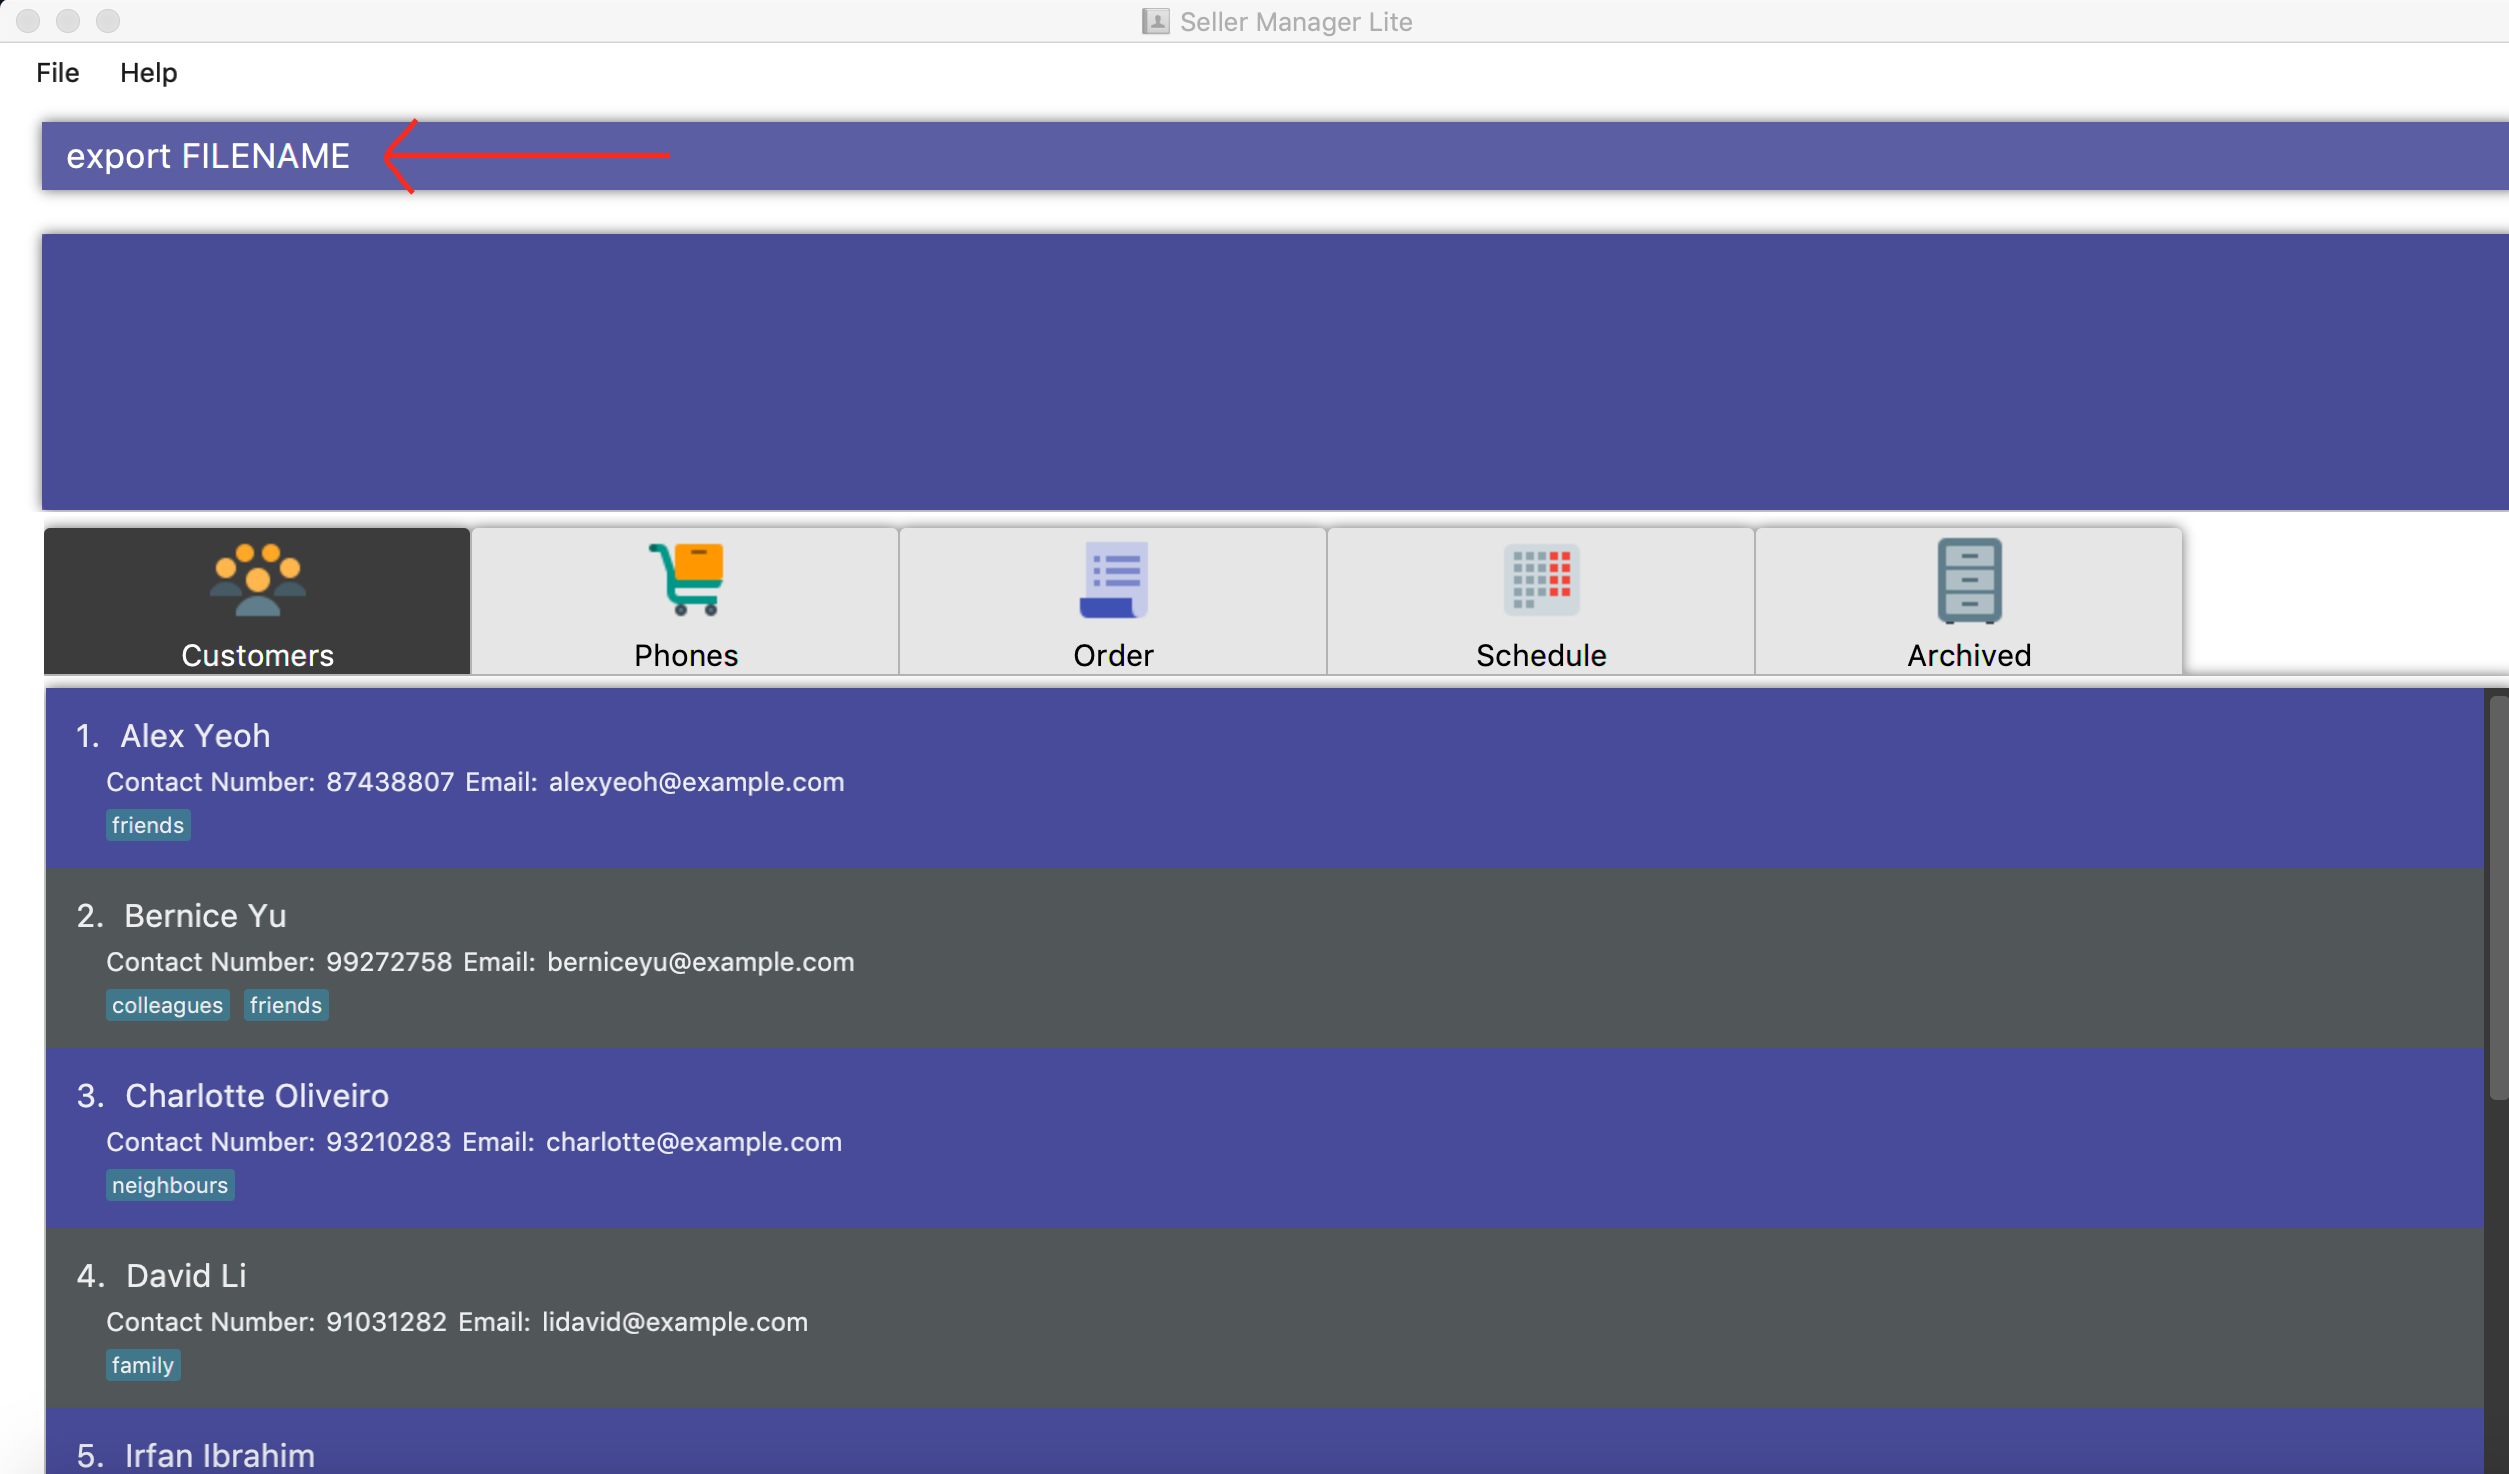 Seller Manager Lite
File Help
export FILENAME
Customers Phones Order Schedule Archived
1. Alex Yeoh
Contact Number: 87438807 Email: alexyeoh@example.com
friends
2. Bernice Yu
Contact Number: 99272758 Email: berniceyu@example.com
colleagues friends
3. Charlotte Oliveiro
Contact Number: 93210283 Email: charlotte@example.com
neighbours
4. David Li
Contact Number: 91031282 Email: lidavid@example.com
family
5. Irfan Ibrahim